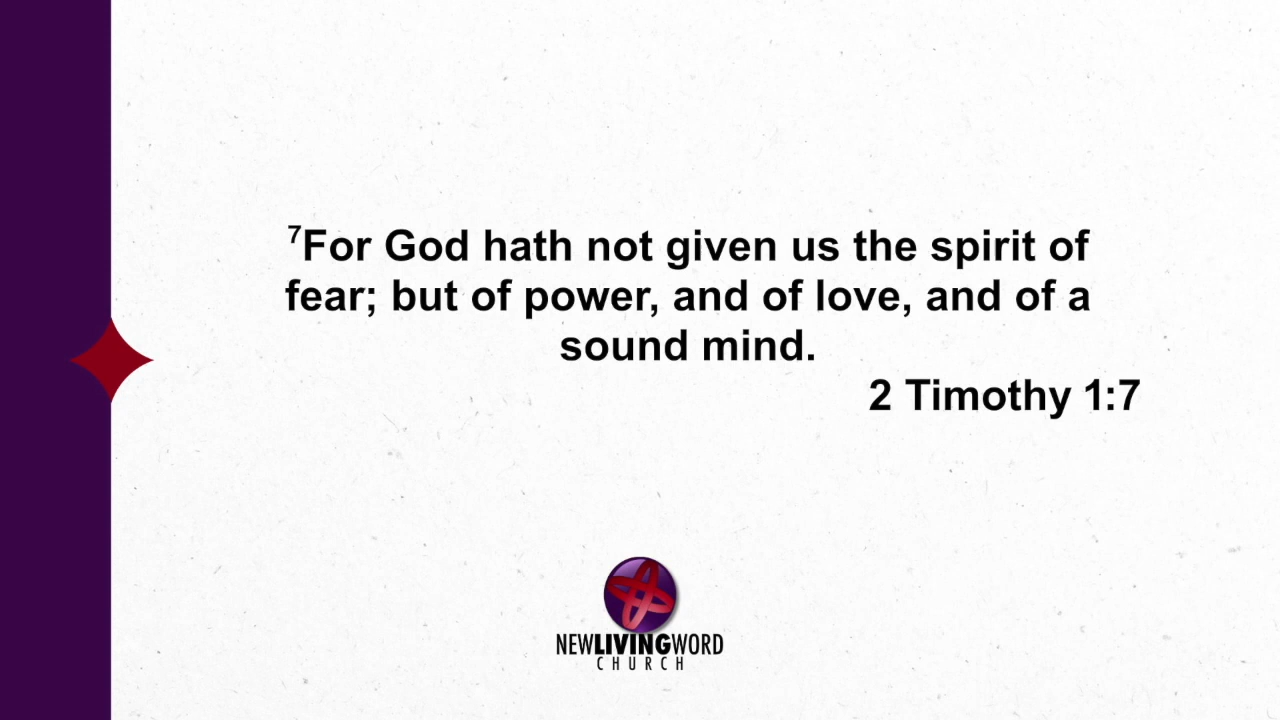 ⁷For God hath not given us the spirit of
fear; but of power, and of love, and of a
sound mind.
2 Timothy 1:7
NEWLIVINGWORD
CHURCH